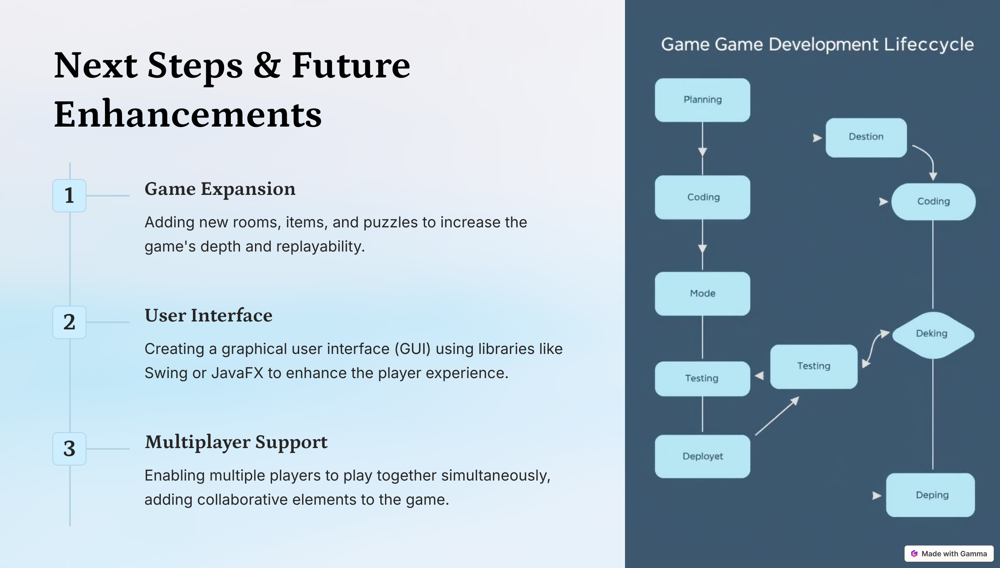 Next Steps & Future
Enhancements
1
Game Expansion
Adding new rooms, items, and puzzles to increase the
game's depth and replayability.
2
User Interface
Creating a graphical user interface (GUI) using libraries like
Swing or JavaFX to enhance the player experience.
3
Multiplayer Support
Enabling multiple players to play together simultaneously,
adding collaborative elements to the game.
Game Game Development Lifeccycle
Planning
Destion
Coding
Coding
Mode
Deking
Testing
Testing
Deployet
Deping
Made with Gamma